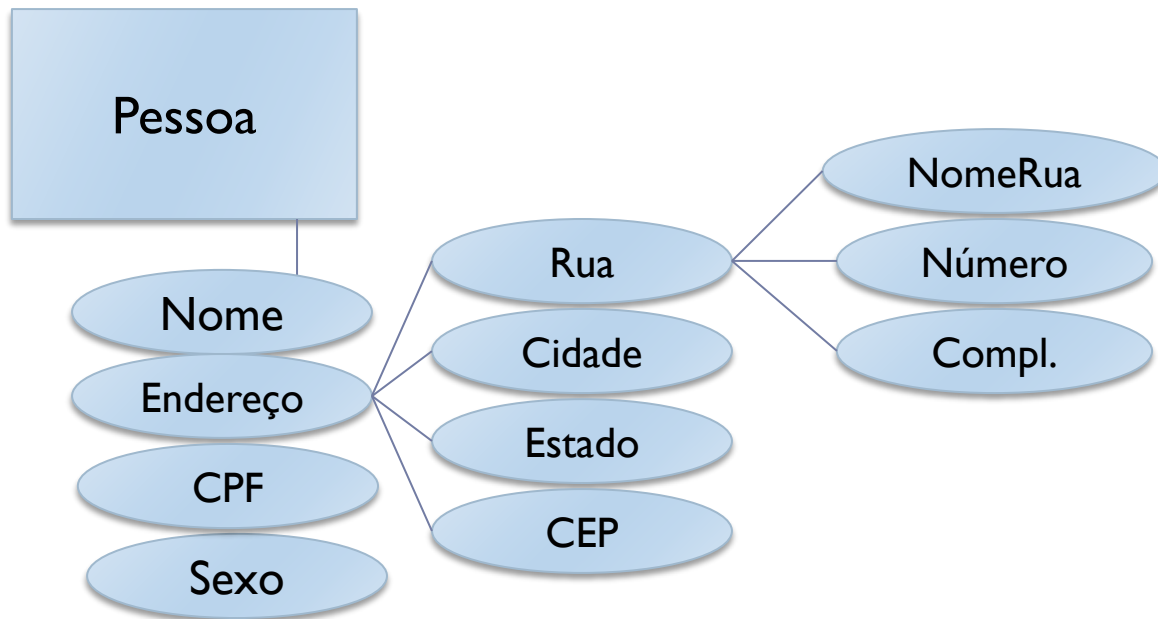 Pessoa
Nome
Endereço
CPF
Sexo
Rua
Cidade
Estado
CEP
NomeRua
Número
Compl.